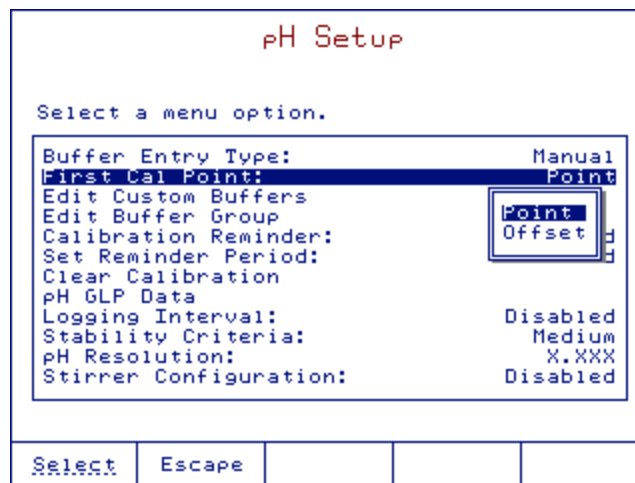 pH Setup
Select a menu option.
Buffer Entry Type: Manual
First Cal Point: Point
Edit Custom Buffers
Point
Edit Buffer Group
Offset
Calibration Reminder: d
Set Reminder Period: d
Clear Calibration
pH GLP Data
Logging Interval: Disabled
Stability Criteria: Medium
pH Resolution: X.XXX
Stirrer Configuration: Disabled
Select Escape